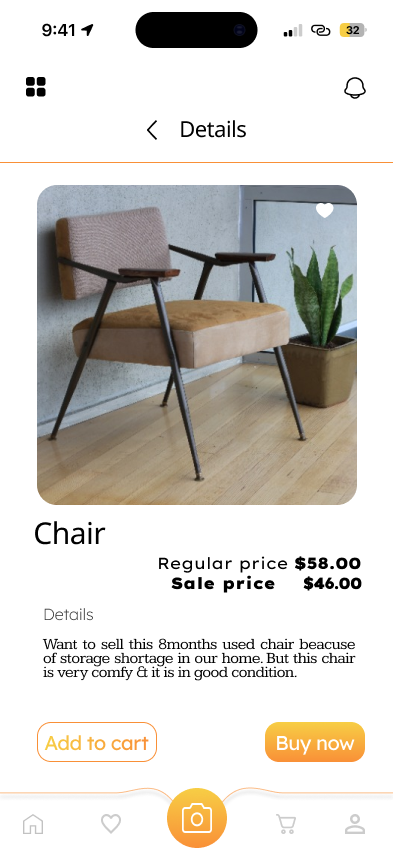 9:41
32
Details
Chair
Regular price $58.00
Sale price $46.00
Details
Want to sell this 8months used chair beacuse
of storage shortage in our home. But this chair
is very comfy & it is in good condition.
Add to cart
Buy now